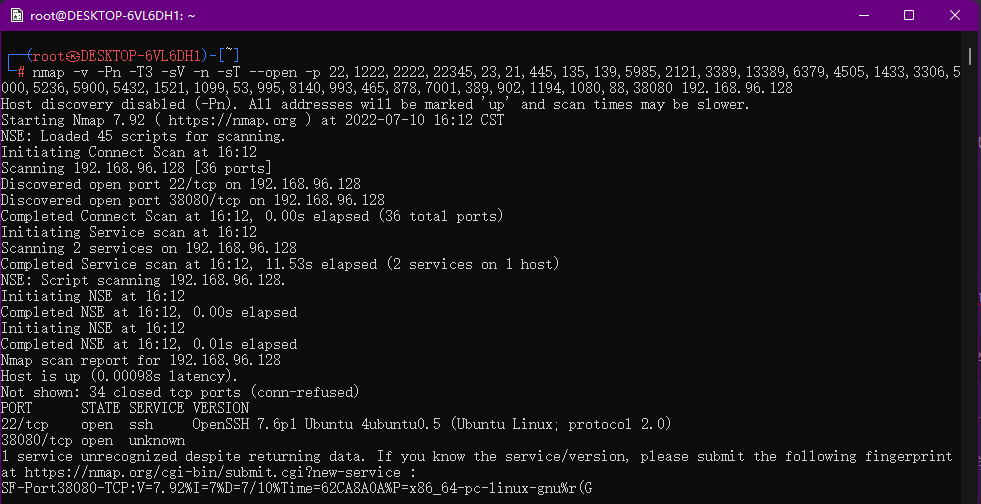 root@DESKTOP-6VL6DH1: ~
┌──(root㉿DESKTOP-6VL6DH1)-[~]
└─# nmap -v -Pn -T3 -sV -n -sT --open -p 22,1222,2222,22345,23,21,445,135,139,5985,2121,3389,13389,6379,4505,1433,3306,5
000,5236,5900,5432,1521,1099,53,995,8140,993,465,878,7001,389,902,1194,1080,88,38080 192.168.96.128
Host discovery disabled (-Pn). All addresses will be marked 'up' and scan times may be slower.
Starting Nmap 7.92 ( https://nmap.org ) at 2022-07-10 16:12 CST
NSE: Loaded 45 scripts for scanning.
Initiating Connect Scan at 16:12
Scanning 192.168.96.128 [36 ports]
Discovered open port 22/tcp on 192.168.96.128
Discovered open port 38080/tcp on 192.168.96.128
Completed Connect Scan at 16:12, 0.00s elapsed (36 total ports)
Initiating Service scan at 16:12
Scanning 2 services on 192.168.96.128
Completed Service scan at 16:12, 11.53s elapsed (2 services on 1 host)
NSE: Script scanning 192.168.96.128.
Initiating NSE at 16:12
Completed NSE at 16:12, 0.00s elapsed
Initiating NSE at 16:12
Completed NSE at 16:12, 0.01s elapsed
Nmap scan report for 192.168.96.128
Host is up (0.00098s latency).
Not shown: 34 closed tcp ports (conn-refused)
PORT      STATE SERVICE VERSION
22/tcp    open  ssh     OpenSSH 7.6p1 Ubuntu 4ubuntu0.5 (Ubuntu Linux; protocol 2.0)
38080/tcp open  unknown
1 service unrecognized despite returning data. If you know the service/version, please submit the following fingerprint
at https://nmap.org/cgi-bin/submit.cgi?new-service :
SF-Port38080-TCP:V=7.92%I=7%D=7/10%Time=62CA8A0A%P=x86_64-pc-linux-gnu%r(G